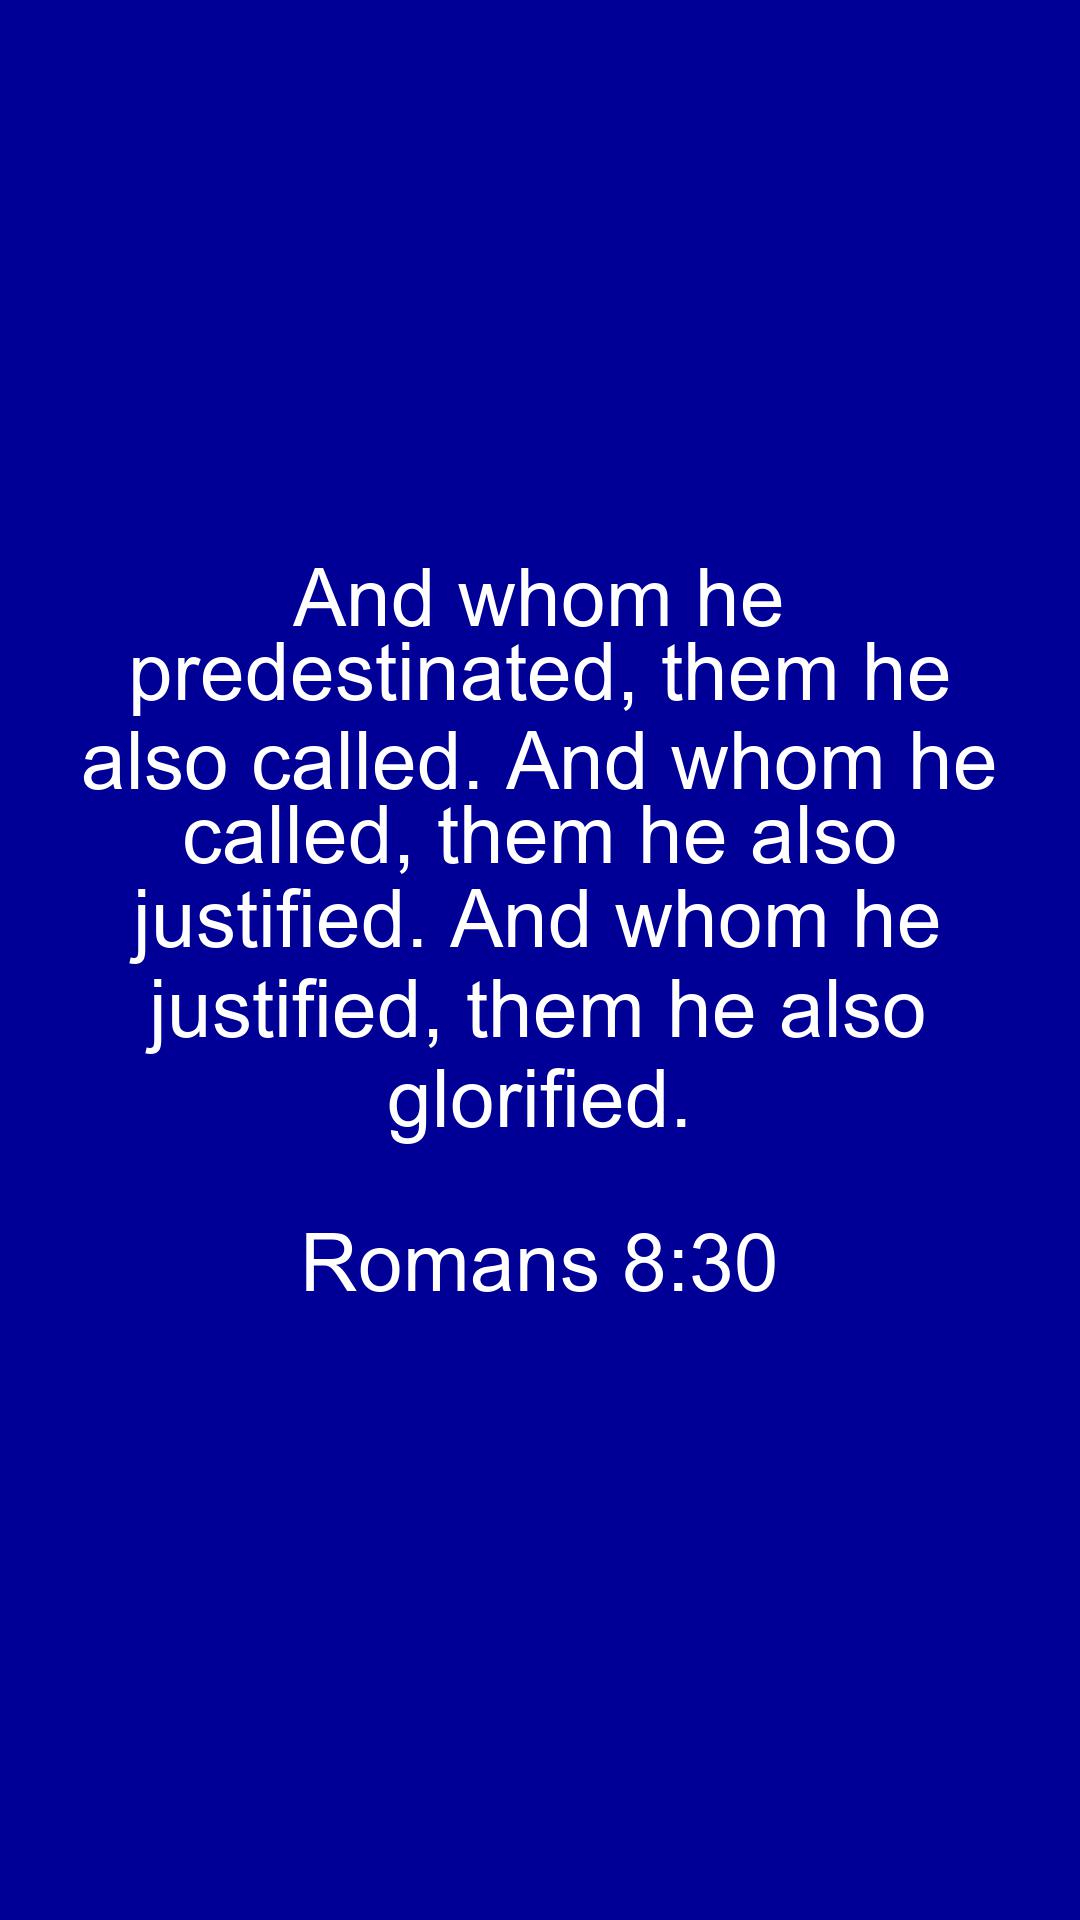 And whom he
predestinated, them he
also called. And whom he
called, them he also
justified. And whom he
justified, them he also
glorified.
Romans 8:30